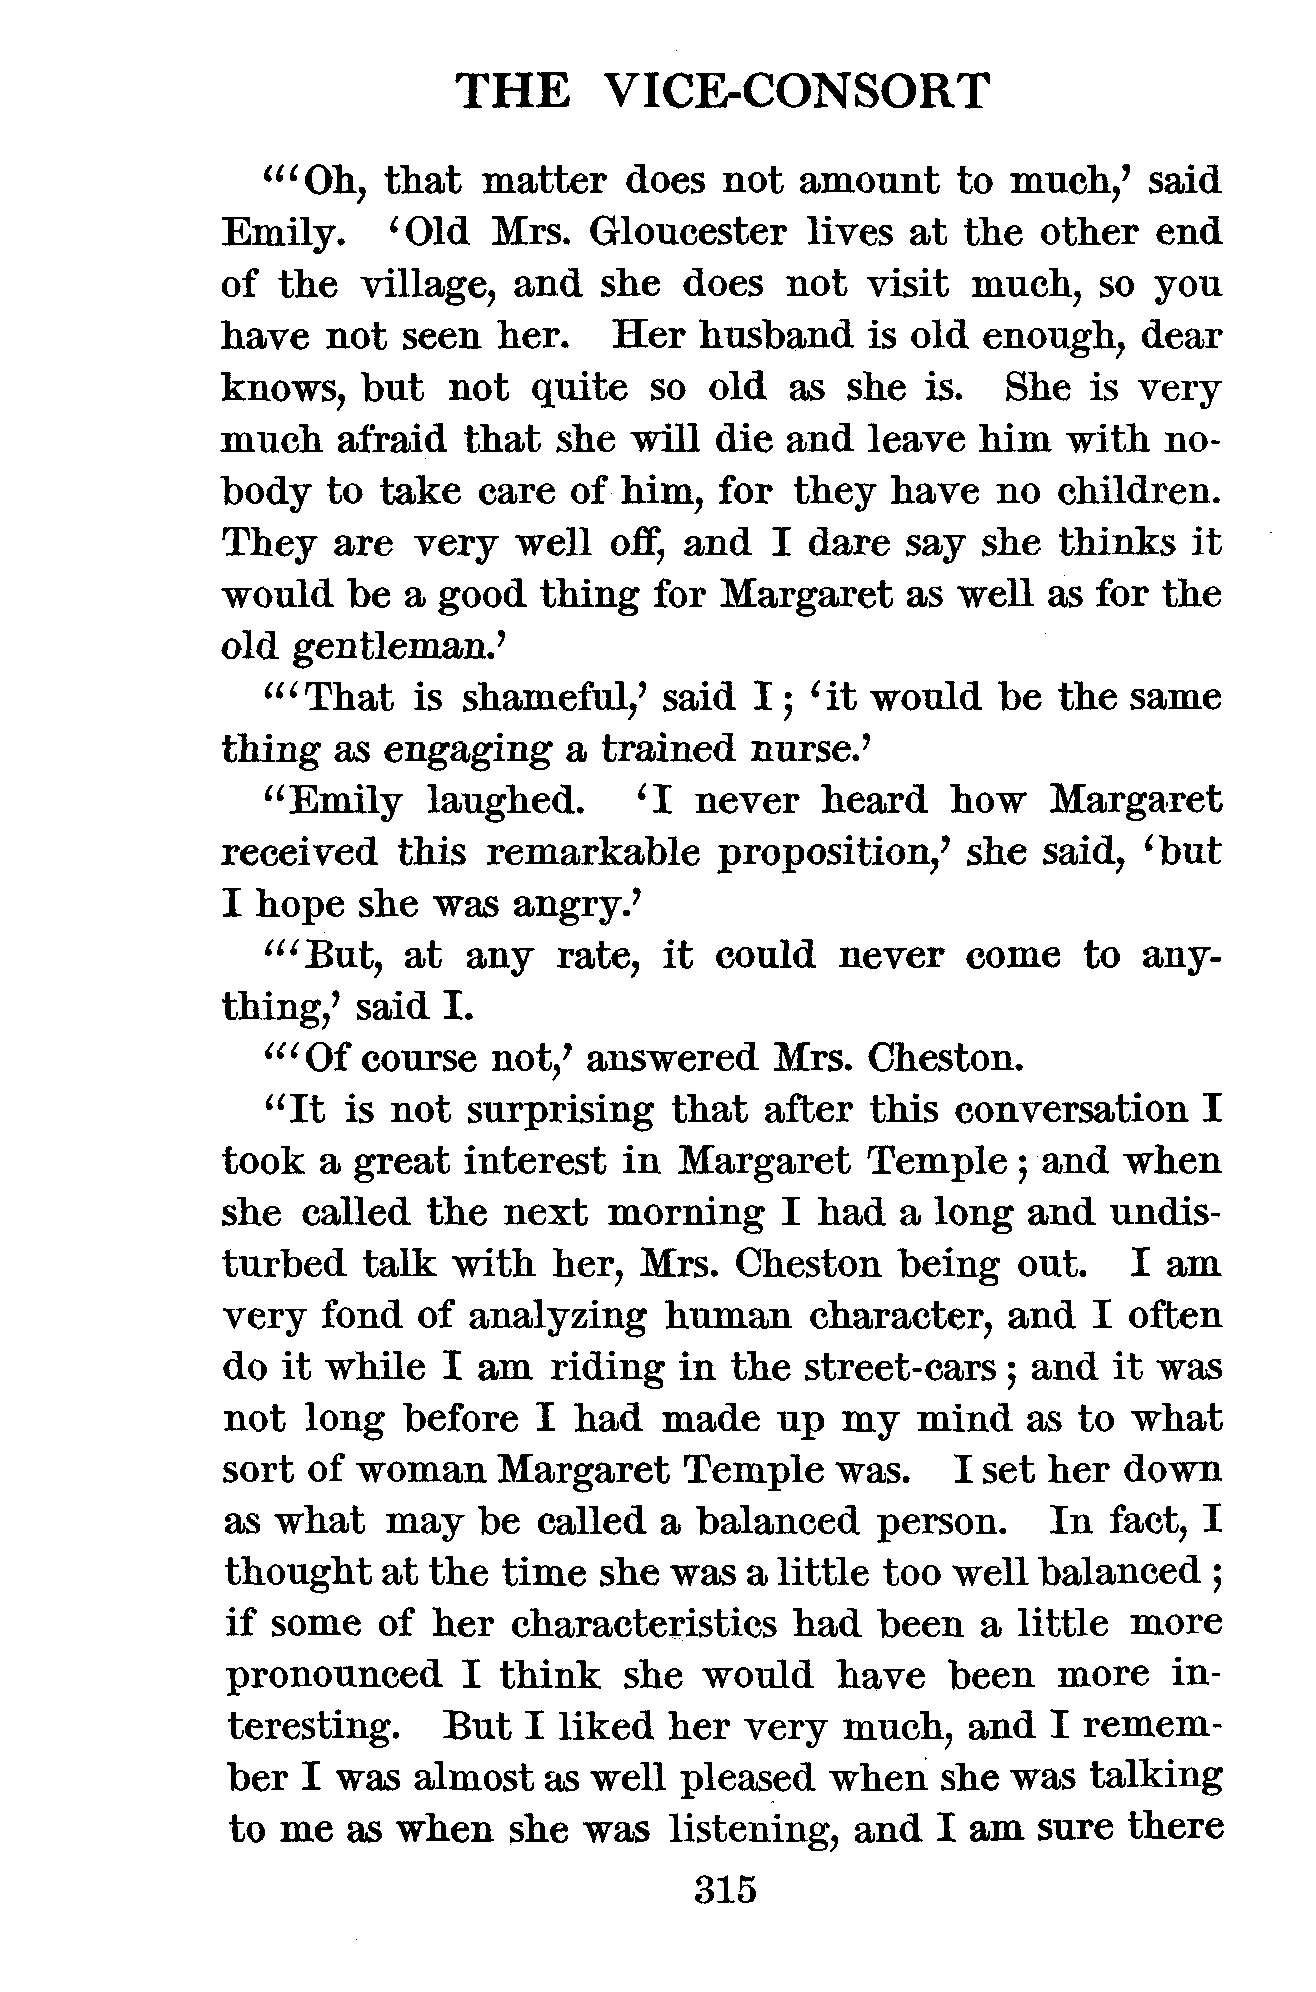 THE VICE-CONSORT
"'Oh, that matter does not amount to much,' said
Emily. 'Old Mrs. Gloucester lives at the other end
of the village, and she does not visit much, so you
have not seen her. Her husband is old enough, dear
knows, but not quite so old as she is. She is very
much afraid that she will die and leave him with no-
body to take care of him, for they have no children.
They are very well off, and I dare say she thinks it
would be a good thing for Margaret as well as for the
old gentleman.'
"'That is shameful,' said I; 'it would be the same
thing as engaging a trained nurse.'
"Emily laughed. 'I never heard how Margaret
received this remarkable proposition,' she said, 'but
I hope she was angry.'
"'But, at any rate, it could never come to any-
thing,' said I.
"'Of course not,' answered Mrs. Cheston.
"It is not surprising that after this conversation I
took a great interest in Margaret Temple; and when
she called the next morning I had a long and undis-
turbed talk with her, Mrs. Cheston being out. I am
very fond of analyzing human character, and I often
do it while I am riding in the street-cars; and it was
not long before I had made up my mind as to what
sort of woman Margaret Temple was. I set her down
as what may be called a balanced person. In fact, I
thought at the time she was a little too well balanced;
if some of her characteristics had been a little more
pronounced I think she would have been more in-
teresting. But I liked her very much, and I remem-
ber I was almost as well pleased when she was talking
to me as when she was listening, and I am sure there
315